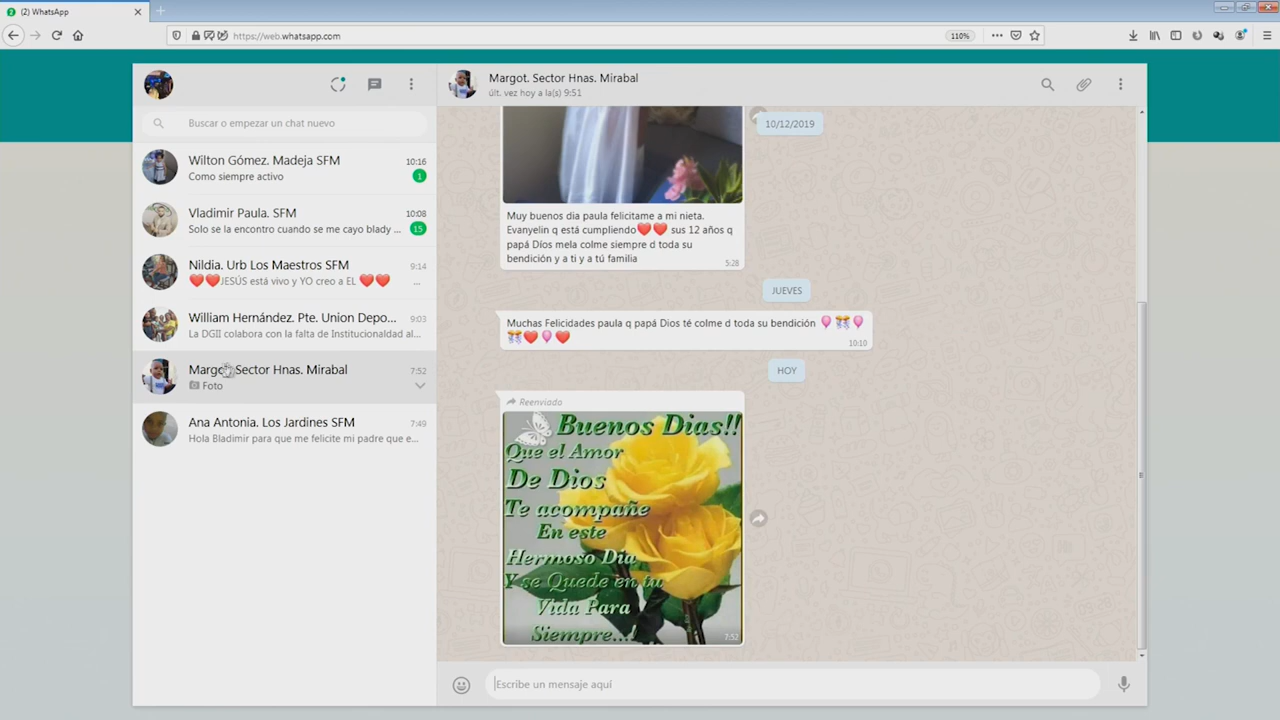 (2) WhatsApp
https://web.whatsapp.com
110%
Margot. Sector Hnas. Mirabal
últ. vez hoy a la(s) 9:51
Buscar o empezar un chat nuevo
Wilton Gómez. Madeja SFM
10:16
Como siempre activo
1
Vladimir Paula. SFM
10:08
Solo se la encontro cuando se me cayo blady ...
15
Nildia. Urb Los Maestros SFM
9:14
❤️❤️JESÚS está vivo y YO creo a EL ❤️❤️ ...
William Hernández. Pte. Union Depo...
9:03
La DGII colabora con la falta de Institucionaldad al...
Margot. Sector Hnas. Mirabal
7:52
Foto
Ana Antonia. Los Jardines SFM
7:49
Hola Bladimir para que me felicite mi padre que e...
10/12/2019
Muy buenos dia paula felicitame a mi nieta.
Evanyelin q está cumpliendo❤️❤️ sus 12 años q
papá Díos mela colme siempre d toda su
bendición y a ti y a tú familia
5:28
JUEVES
Muchas Felicidades paula q papá Dios té colme d toda su bendición 🎈🎊🎈
🎊❤️🎈❤️
10:10
HOY
Reenviado
Buenos Dias!!
Que el Amor
De Dios
Te acompañe
En este
Hermoso Dia
Y se Quede en tu
Vida Para
Siempre...!
7:52
Escribe un mensaje aquí